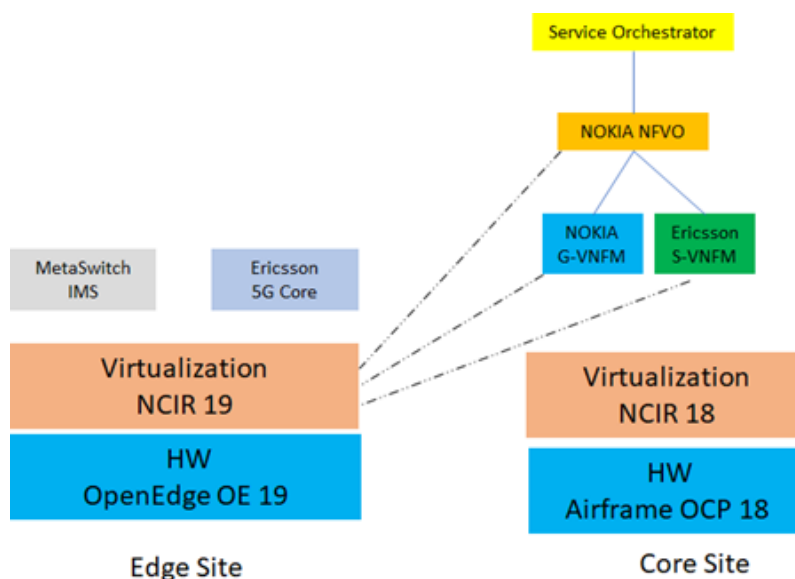 Service Orchestrator
NOKIA NFVO
NOKIA
G-VNFM
Ericsson
S-VNFM
MetaSwitch
IMS
Ericsson
5G Core
Virtualization
NCIR 19
HW
OpenEdge OE 19
Edge Site
Virtualization
NCIR 18
HW
Airframe OCP 18
Core Site